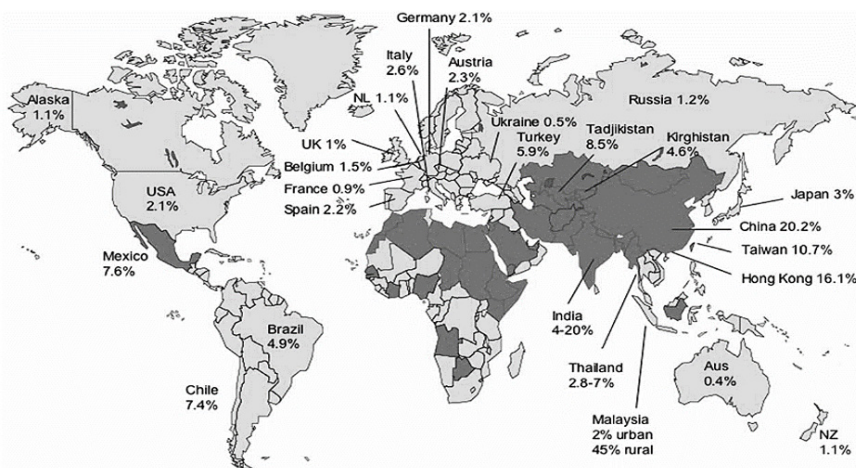 Germany 2.1%
Italy
2.6%
Austria
2.3%
Alaska
1.1%
NL 1.1%
Russia 1.2%
Ukraine 0.5%
Turkey
5.9%
Tadjikistan
8.5%
Kirghistan
4.6%
UK 1%
Belgium 1.5%
France 0.9%
Spain 2.2%
USA
2.1%
Japan 3%
China 20.2%
Taiwan 10.7%
Hong Kong 16.1%
Mexico
7.6%
India
4-20%
Brazil
4.9%
Thailand
2.8-7%
Aus
0.4%
Chile
7.4%
Malaysia
2% urban
45% rural
NZ
1.1%